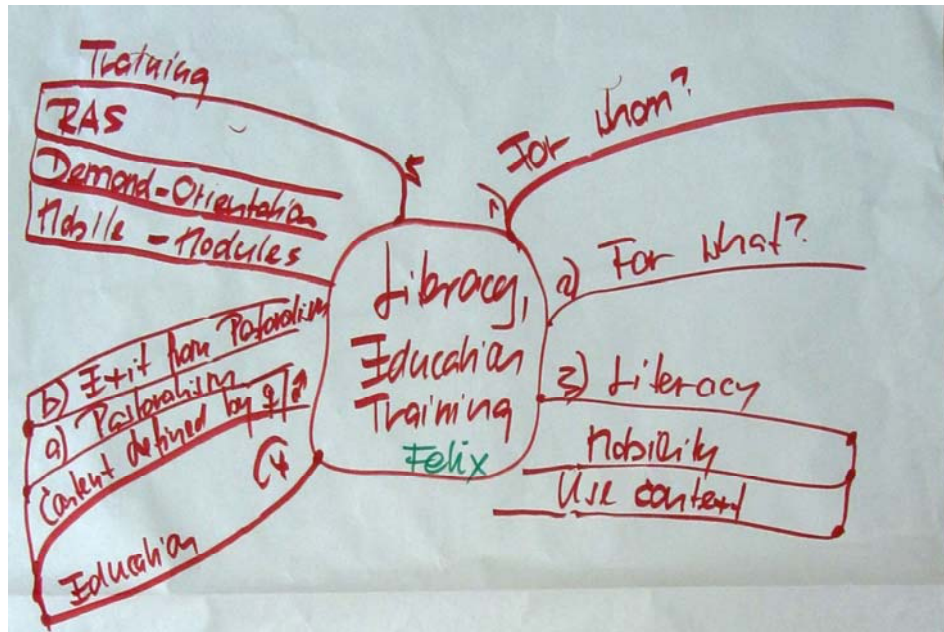 Training
RAS
Demand-Orientation
Mobile-Modules
5
1) For whom?
2) For what?
3) Literacy
Mobility
Use context
Literacy,
Education
Training
Felix
b) Exit from Pastoralism
a) Pastoralism
Content defined by ♀/♂
4)
Education